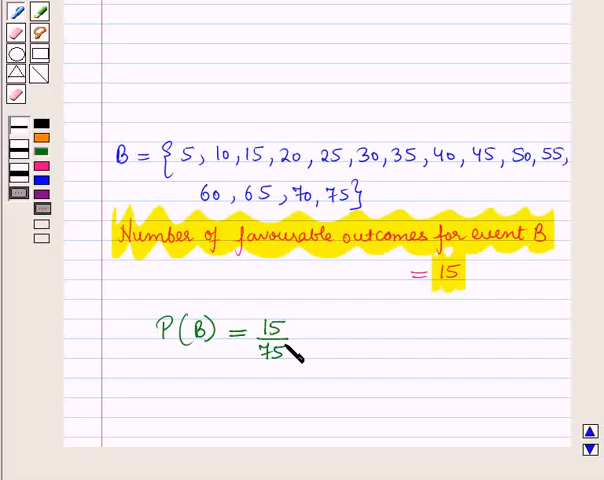 B = { 5, 10, 15, 20, 25, 30, 35, 40, 45, 50, 55,
60, 65, 70, 75}
Number of favourable outcomes for event B
= 15
P(B) = 15/75